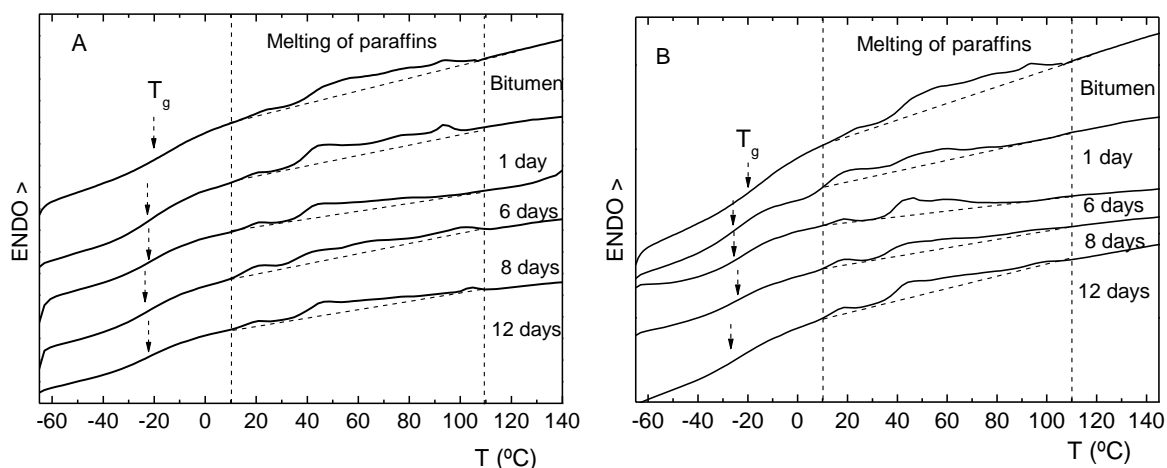 A
Melting of paraffins
Tg
Bitumen
1 day
6 days
8 days
12 days
ENDO >
-60 -40 -20 0 20 40 60 80 100 120 140
T (ºC)
B
Melting of paraffins
Tg
Bitumen
1 day
6 days
8 days
12 days
ENDO >
-60 -40 -20 0 20 40 60 80 100 120 140
T (ºC)